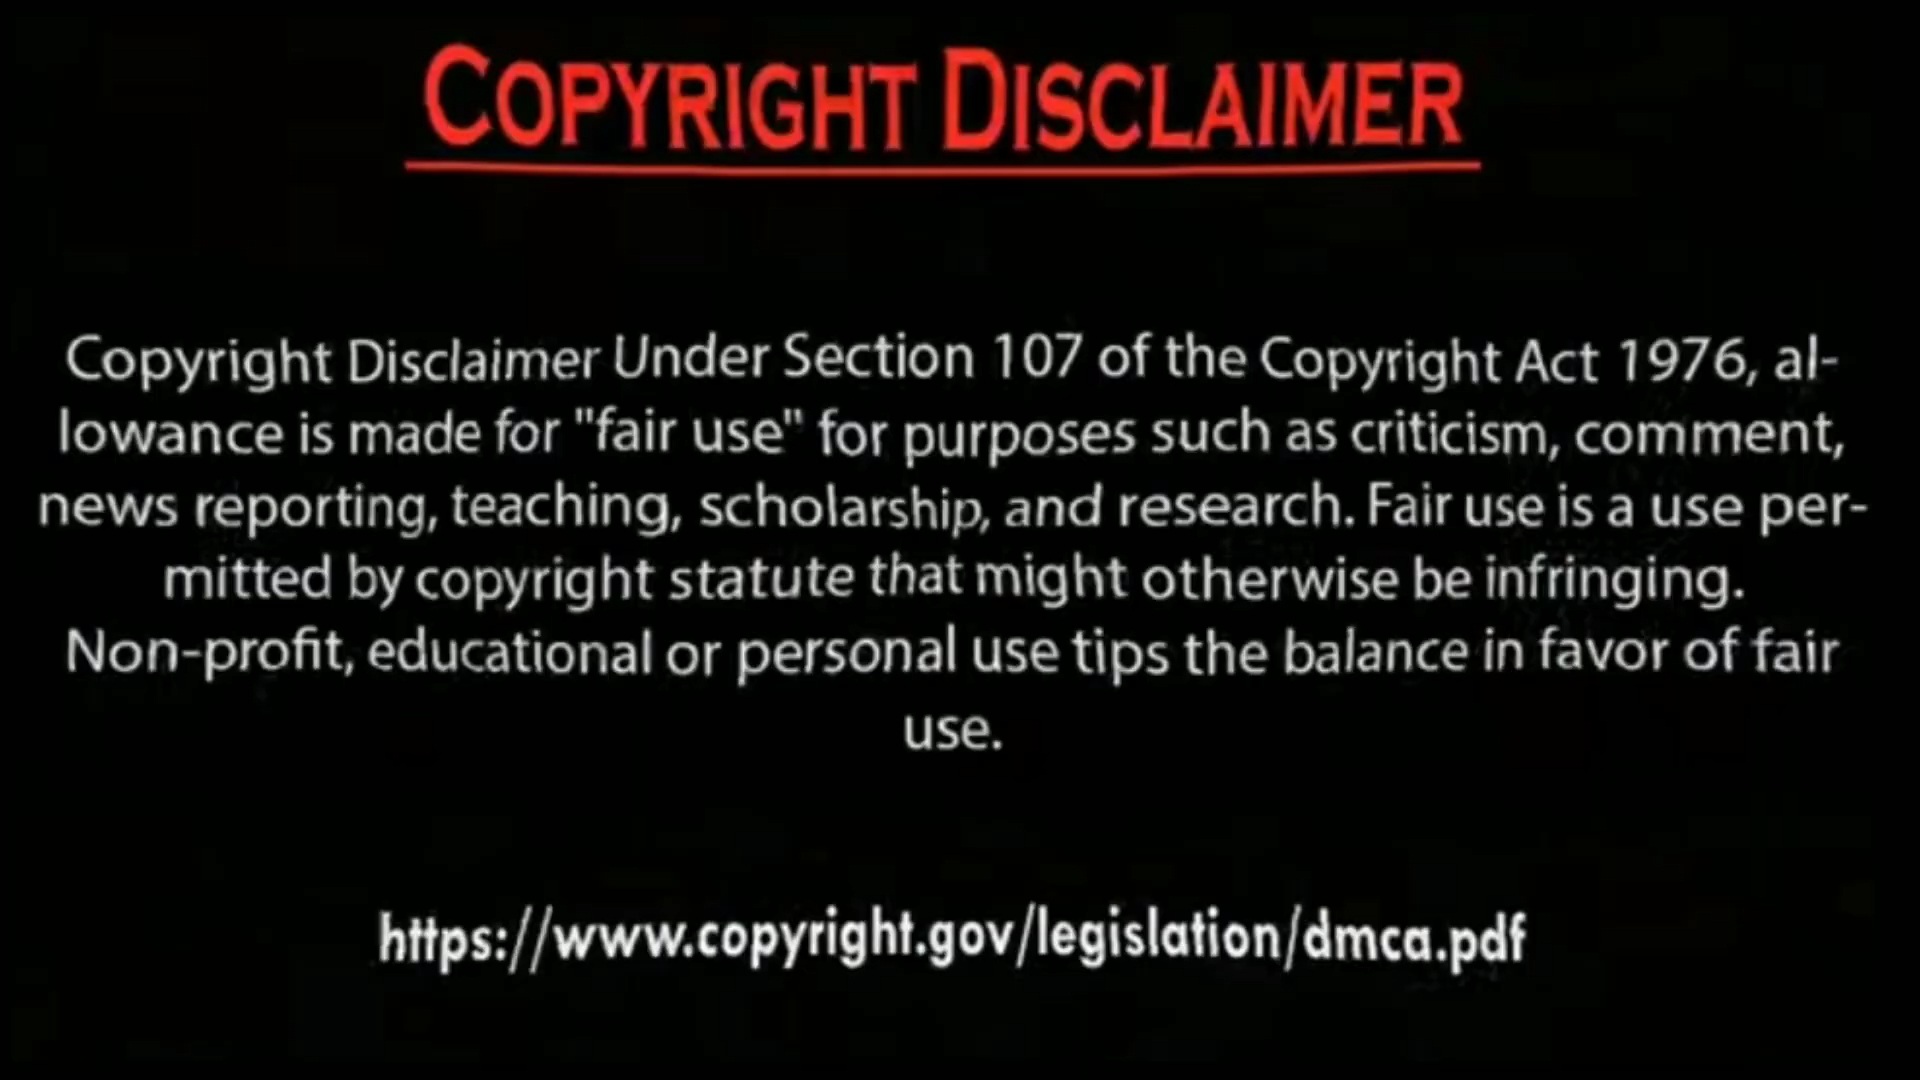 COPYRIGHT DISCLAIMER
Copyright Disclaimer Under Section 107 of the Copyright Act 1976, al-
lowance is made for "fair use" for purposes such as criticism, comment,
news reporting, teaching, scholarship, and research. Fair use is a use per-
mitted by copyright statute that might otherwise be infringing.
Non-profit, educational or personal use tips the balance in favor of fair
use.
https://www.copyright.gov/legislation/dmca.pdf